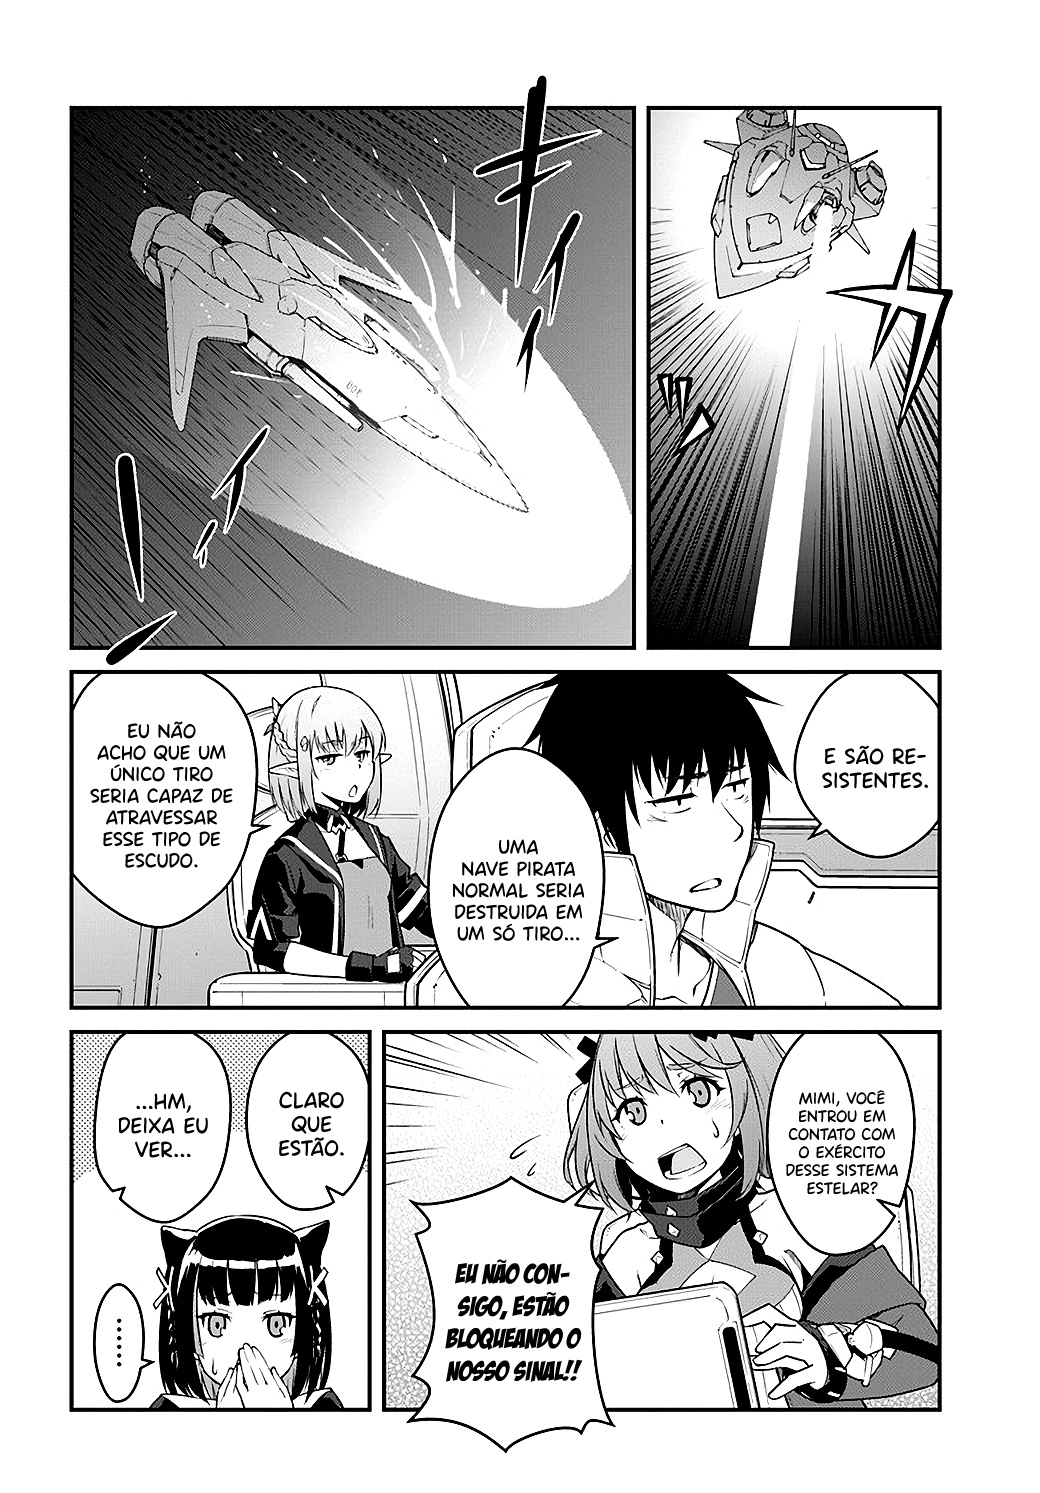 E SÃO RE-
SISTENTES.
UMA
NAVE PIRATA
NORMAL SERIA
DESTRUIDA EM
UM SÓ TIRO...
EU NÃO
ACHO QUE UM
ÚNICO TIRO
SERIA CAPAZ DE
ATRAVESSAR
ESSE TIPO DE
ESCUDO.
MIMI, VOCÊ
ENTROU EM
CONTATO COM
O EXÉRCITO
DESSE SISTEMA
ESTELAR?
EU NÃO CON-
SIGO, ESTÃO
BLOQUEANDO O
NOSSO SINAL!!
CLARO
QUE
ESTÃO.
...HM,
DEIXA EU
VER...
......